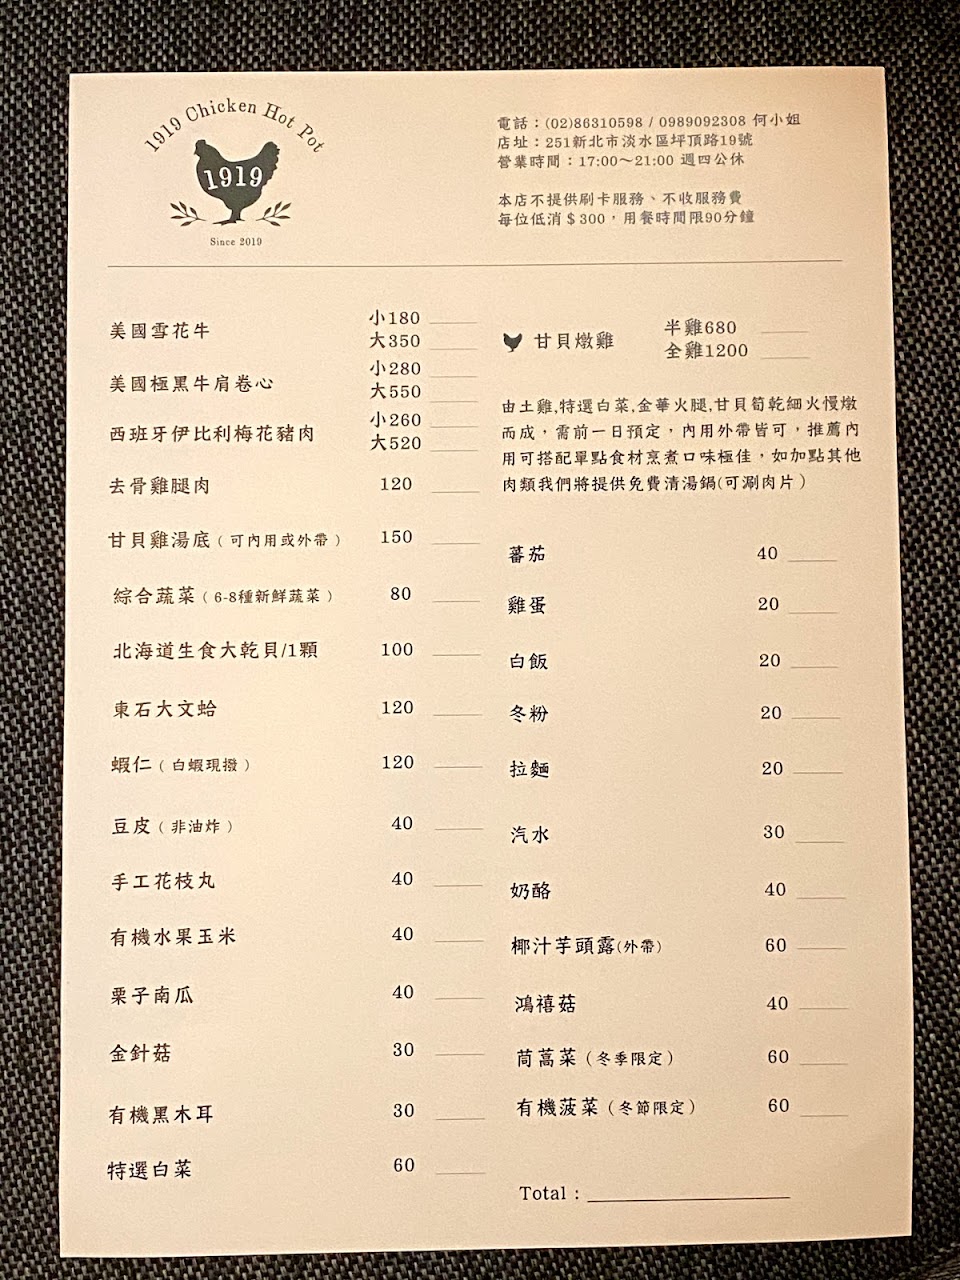 1919 Chicken Hot Pot
1919
Since 2019
電話：(02)86310598 / 0989092308 何小姐
店址：251新北市淡水區坪頂路19號
營業時間：17:00～21:00 週四公休
本店不提供刷卡服務、不收服務費
每位低消＄300，用餐時間限90分鐘
美國雪花牛 小180
大350
美國極黑牛肩卷心 小280
大550
西班牙伊比利梅花豬肉 小260
大520
去骨雞腿肉 120
甘貝雞湯底（可內用或外帶） 150
綜合蔬菜（6-8種新鮮蔬菜） 80
北海道生食大乾貝/1顆 100
東石大文蛤 120
蝦仁（白蝦現撥） 120
豆皮（非油炸） 40
手工花枝丸 40
有機水果玉米 40
栗子南瓜 40
金針菇 30
有機黑木耳 30
特選白菜 60
甘貝燉雞 半雞680
全雞1200
由土雞,特選白菜,金華火腿,甘貝筍乾細火慢燉
而成，需前一日預定，內用外帶皆可，推薦內
用可搭配單點食材烹煮口味極佳，如加點其他
肉類我們將提供免費清湯鍋(可涮肉片)
蕃茄 40
雞蛋 20
白飯 20
冬粉 20
拉麵 20
汽水 30
奶酪 40
椰汁芋頭露(外帶) 60
鴻禧菇 40
茼蒿菜（冬季限定） 60
有機菠菜（冬節限定） 60
Total :